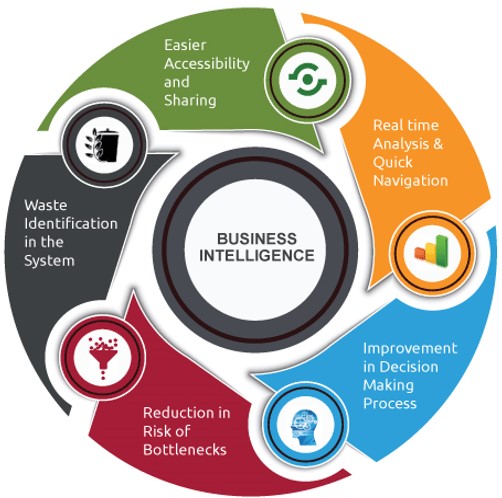 Easier
Accessibility
and
Sharing
Real time
Analysis &
Quick
Navigation
Waste
Identification
in the
System
BUSINESS
INTELLIGENCE
Improvement
in Decision
Making
Process
Reduction in
Risk of
Bottlenecks